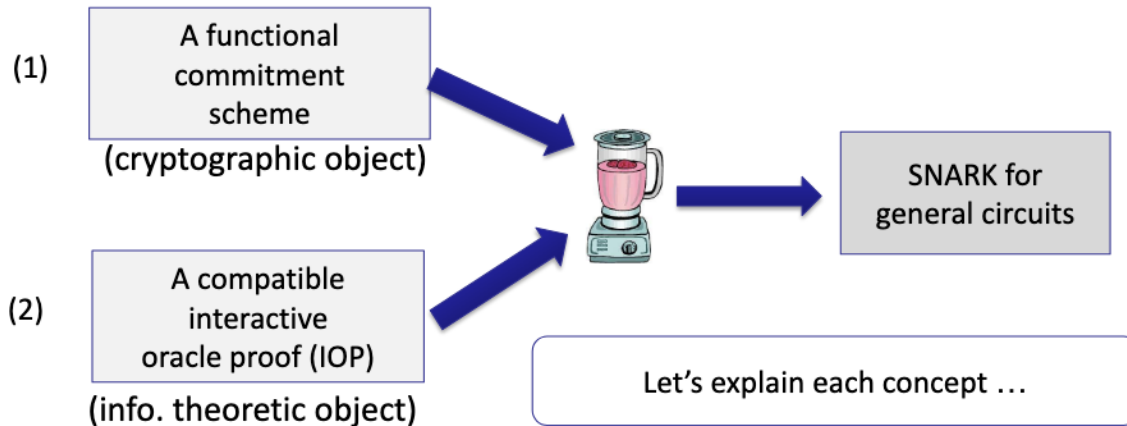 (1)
A functional
commitment
scheme
(cryptographic object)
SNARK for
general circuits
(2)
A compatible
interactive
oracle proof (IOP)
(info. theoretic object)
Let’s explain each concept …